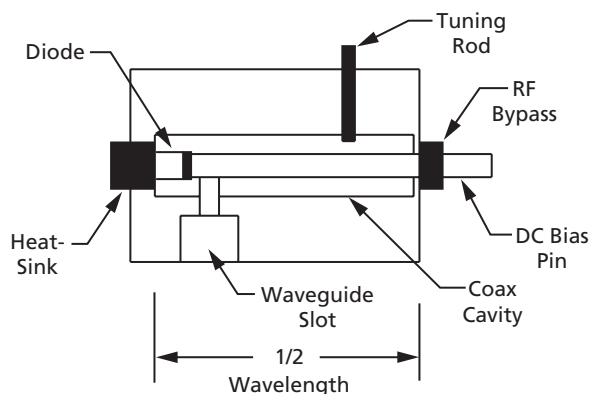 Tuning
Rod
Diode
RF
Bypass
Heat-
Sink
DC Bias
Pin
Waveguide
Slot
Coax
Cavity
1/2
Wavelength